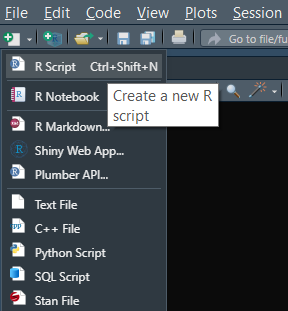 File Edit Code View Plots Session
Go to file/fu
R Script Ctrl+Shift+N
R Notebook
Create a new R
script
R Markdown...
Shiny Web App...
Plumber API...
Text File
C++ File
Python Script
SQL Script
Stan File